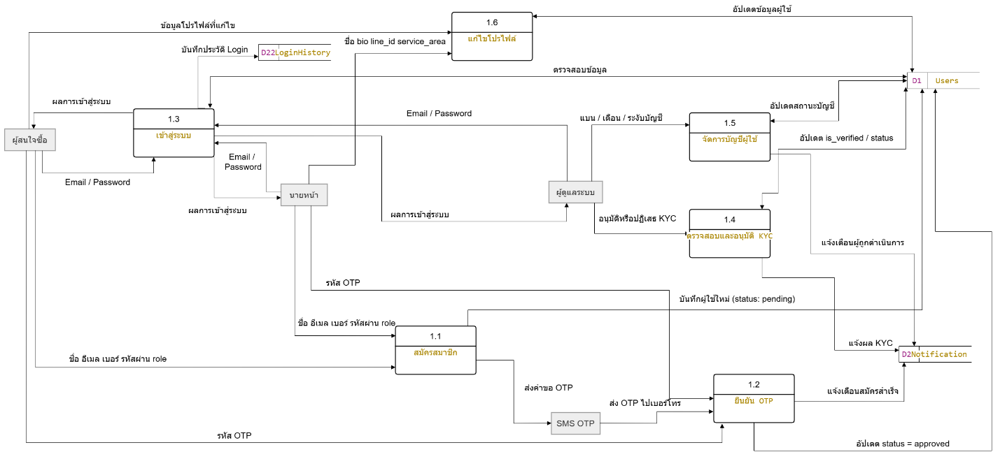 อัปเดตข้อมูลผู้ใช้
1.6
แก้ไขโปรไฟล์
ข้อมูลโปรไฟล์ที่แก้ไข
ชื่อ bio line_id service_area
บันทึกประวัติ Login
D22LoginHistory
ตรวจสอบข้อมูล
D1 Users
ผลการเข้าสู่ระบบ
1.3
เข้าสู่ระบบ
Email / Password
แบน / เตือน / ระงับบัญชี
1.5
จัดการบัญชีผู้ใช้
อัปเดตสถานะบัญชี
อัปเดต is_verified / status
ผู้สนใจซื้อ
Email /
Password
Email / Password
นายหน้า
ผู้ดูแลระบบ
ผลการเข้าสู่ระบบ
ผลการเข้าสู่ระบบ
อนุมัติหรือปฏิเสธ KYC
1.4
ตรวจสอบและอนุมัติ KYC
แจ้งเตือนผู้ถูกดำเนินการ
รหัส OTP
บันทึกผู้ใช้ใหม่ (status: pending)
ชื่อ อีเมล เบอร์ รหัสผ่าน role
1.1
สมัครสมาชิก
แจ้งผล KYC
D2Notification
ชื่อ อีเมล เบอร์ รหัสผ่าน role
ส่งคำขอ OTP
1.2
ยืนยัน OTP
แจ้งเตือนสมัครสำเร็จ
ส่ง OTP ไปเบอร์โทร
SMS OTP
รหัส OTP
อัปเดต status = approved